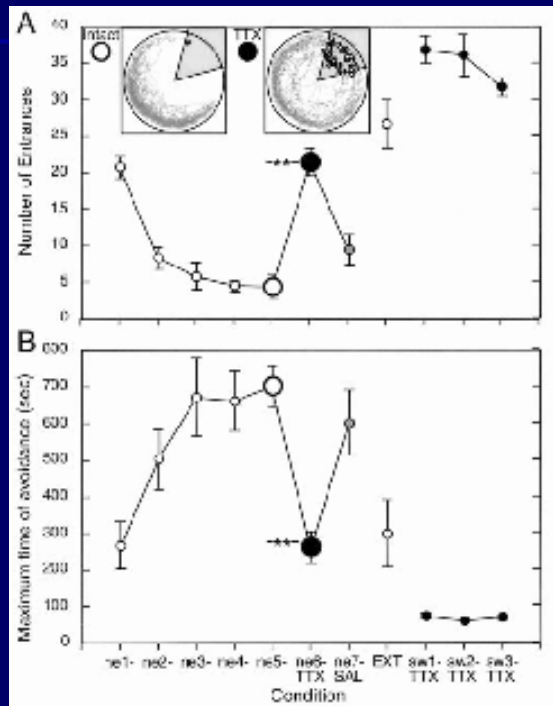 A
Intact
TTX
Number of Entrances
40
35
30
25
20
15
10
5
0
B
Maximum time of avoidance (sec)
800
700
600
500
400
300
200
100
0
ne1-
ne2-
ne3-
ne4-
ne5-
ne6-
TTX
ne7-
SAL
EXT
sw1-
TTX
sw2-
TTX
sw3-
TTX
Condition